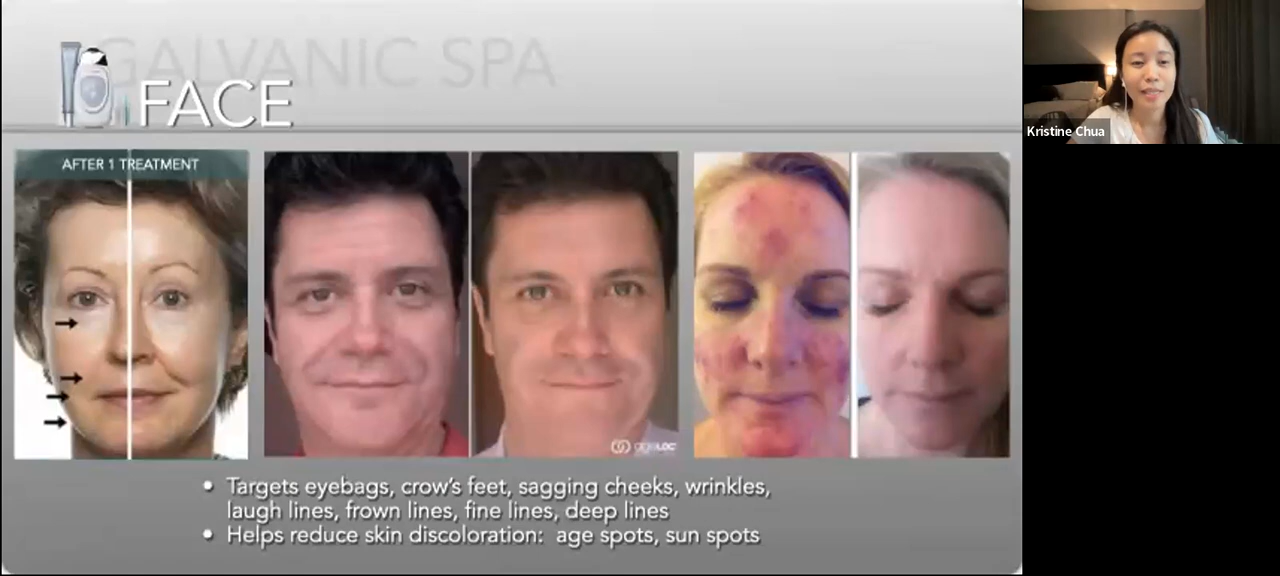 GALVANIC SPA
FACE
Kristine Chua
AFTER 1 TREATMENT
ageLOC
• Targets eyebags, crow's feet, sagging cheeks, wrinkles,
laugh lines, frown lines, fine lines, deep lines
• Helps reduce skin discoloration: age spots, sun spots